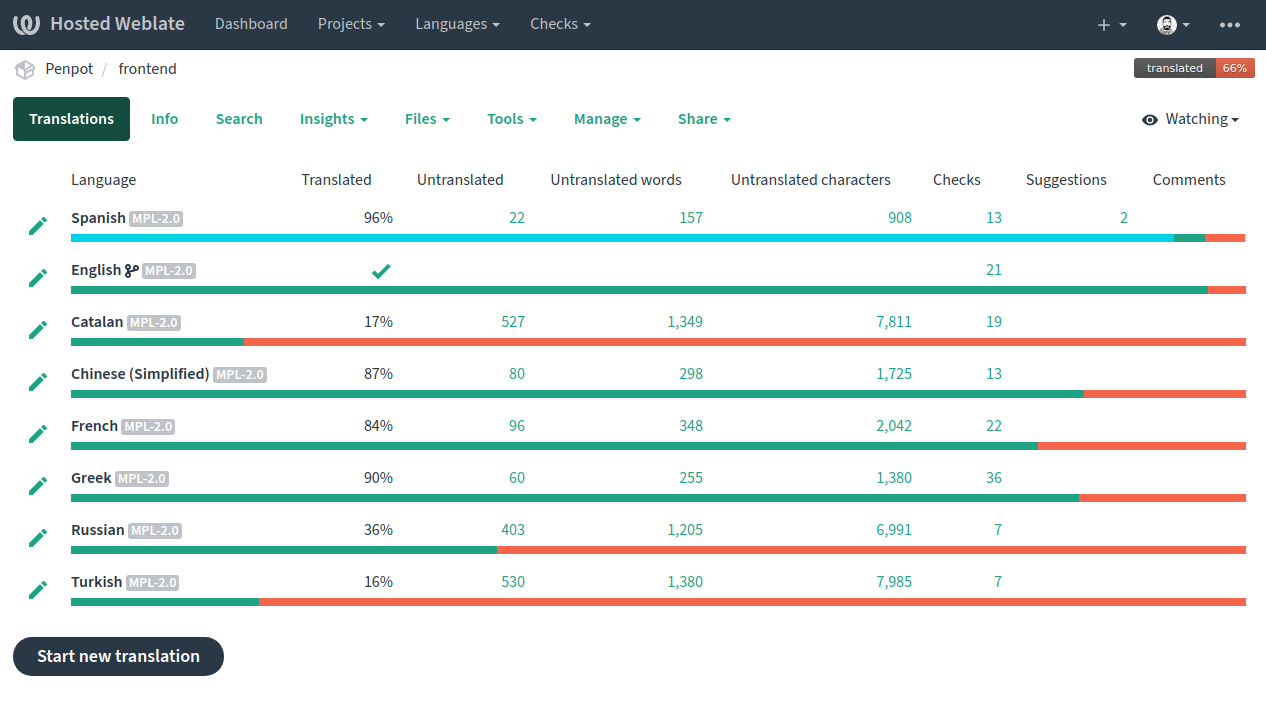 Hosted Weblate Dashboard Projects Languages Checks
Penpot / frontend translated 66%
Translations Info Search Insights Files Tools Manage Share Watching
Language Translated Untranslated Untranslated words Untranslated characters Checks Suggestions Comments
Spanish MPL-2.0 96% 22 157 908 13 2
English MPL-2.0 21
Catalan MPL-2.0 17% 527 1,349 7,811 19
Chinese (Simplified) MPL-2.0 87% 80 298 1,725 13
French MPL-2.0 84% 96 348 2,042 22
Greek MPL-2.0 90% 60 255 1,380 36
Russian MPL-2.0 36% 403 1,205 6,991 7
Turkish MPL-2.0 16% 530 1,380 7,985 7
Start new translation